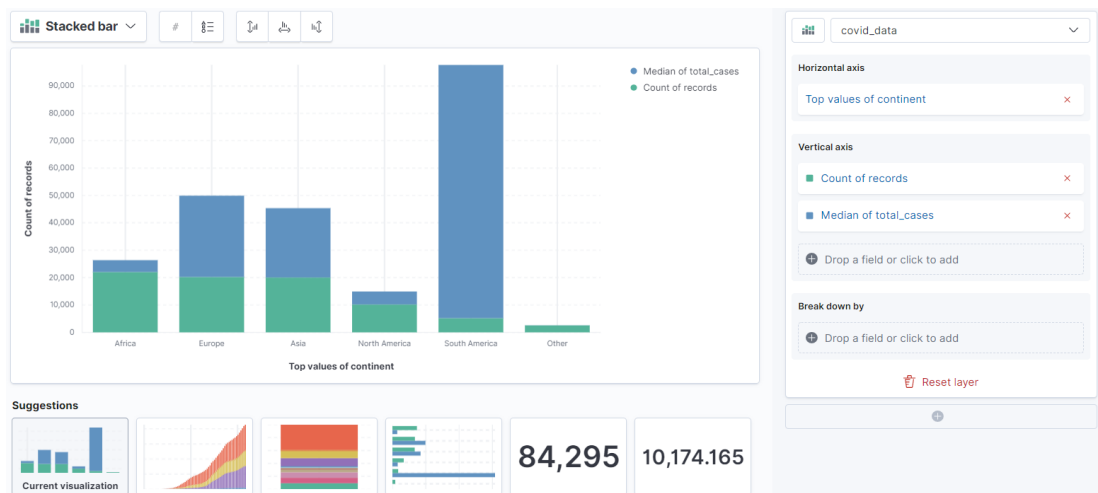 Stacked bar
#
covid_data
Median of total_cases
Count of records
90,000
80,000
70,000
60,000
50,000
40,000
30,000
20,000
10,000
0
Count of records
Africa
Europe
Asia
North America
South America
Other
Top values of continent
Horizontal axis
Top values of continent
Vertical axis
Count of records
Median of total_cases
Drop a field or click to add
Break down by
Drop a field or click to add
Reset layer
Suggestions
Current visualization
84,295
10,174.165